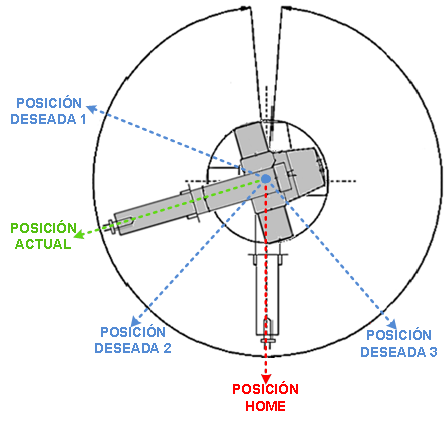 POSICIÓN
DESEADA 1
POSICIÓN
ACTUAL
POSICIÓN
DESEADA 2
POSICIÓN
DESEADA 3
POSICIÓN
HOME